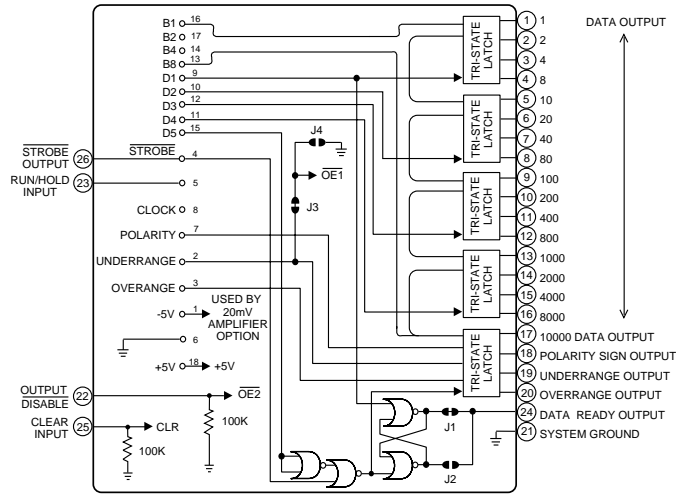 B1 16
B2 17
B4 14
B8 13
D1 9
D2 10
D3 12
D4 11
D5 15
STROBE OUTPUT 26
STROBE 4
RUN/HOLD INPUT 23
5
CLOCK 8
POLARITY 7
UNDERRANGE 2
OVERANGE 3
-5V 1
USED BY
20mV
AMPLIFIER
OPTION
6
+5V 18 +5V
OUTPUT DISABLE 22
OE2
CLEAR INPUT 25
CLR
100K
100K
J4
OE1
J3
TRI-STATE LATCH
TRI-STATE LATCH
TRI-STATE LATCH
TRI-STATE LATCH
TRI-STATE LATCH
J1
J2
DATA OUTPUT
1 1
2 2
3 4
4 8
5 10
6 20
7 40
8 80
9 100
10 200
11 400
12 800
13 1000
14 2000
15 4000
16 8000
17 10000 DATA OUTPUT
18 POLARITY SIGN OUTPUT
19 UNDERRANGE OUTPUT
20 OVERRANGE OUTPUT
24 DATA READY OUTPUT
21 SYSTEM GROUND